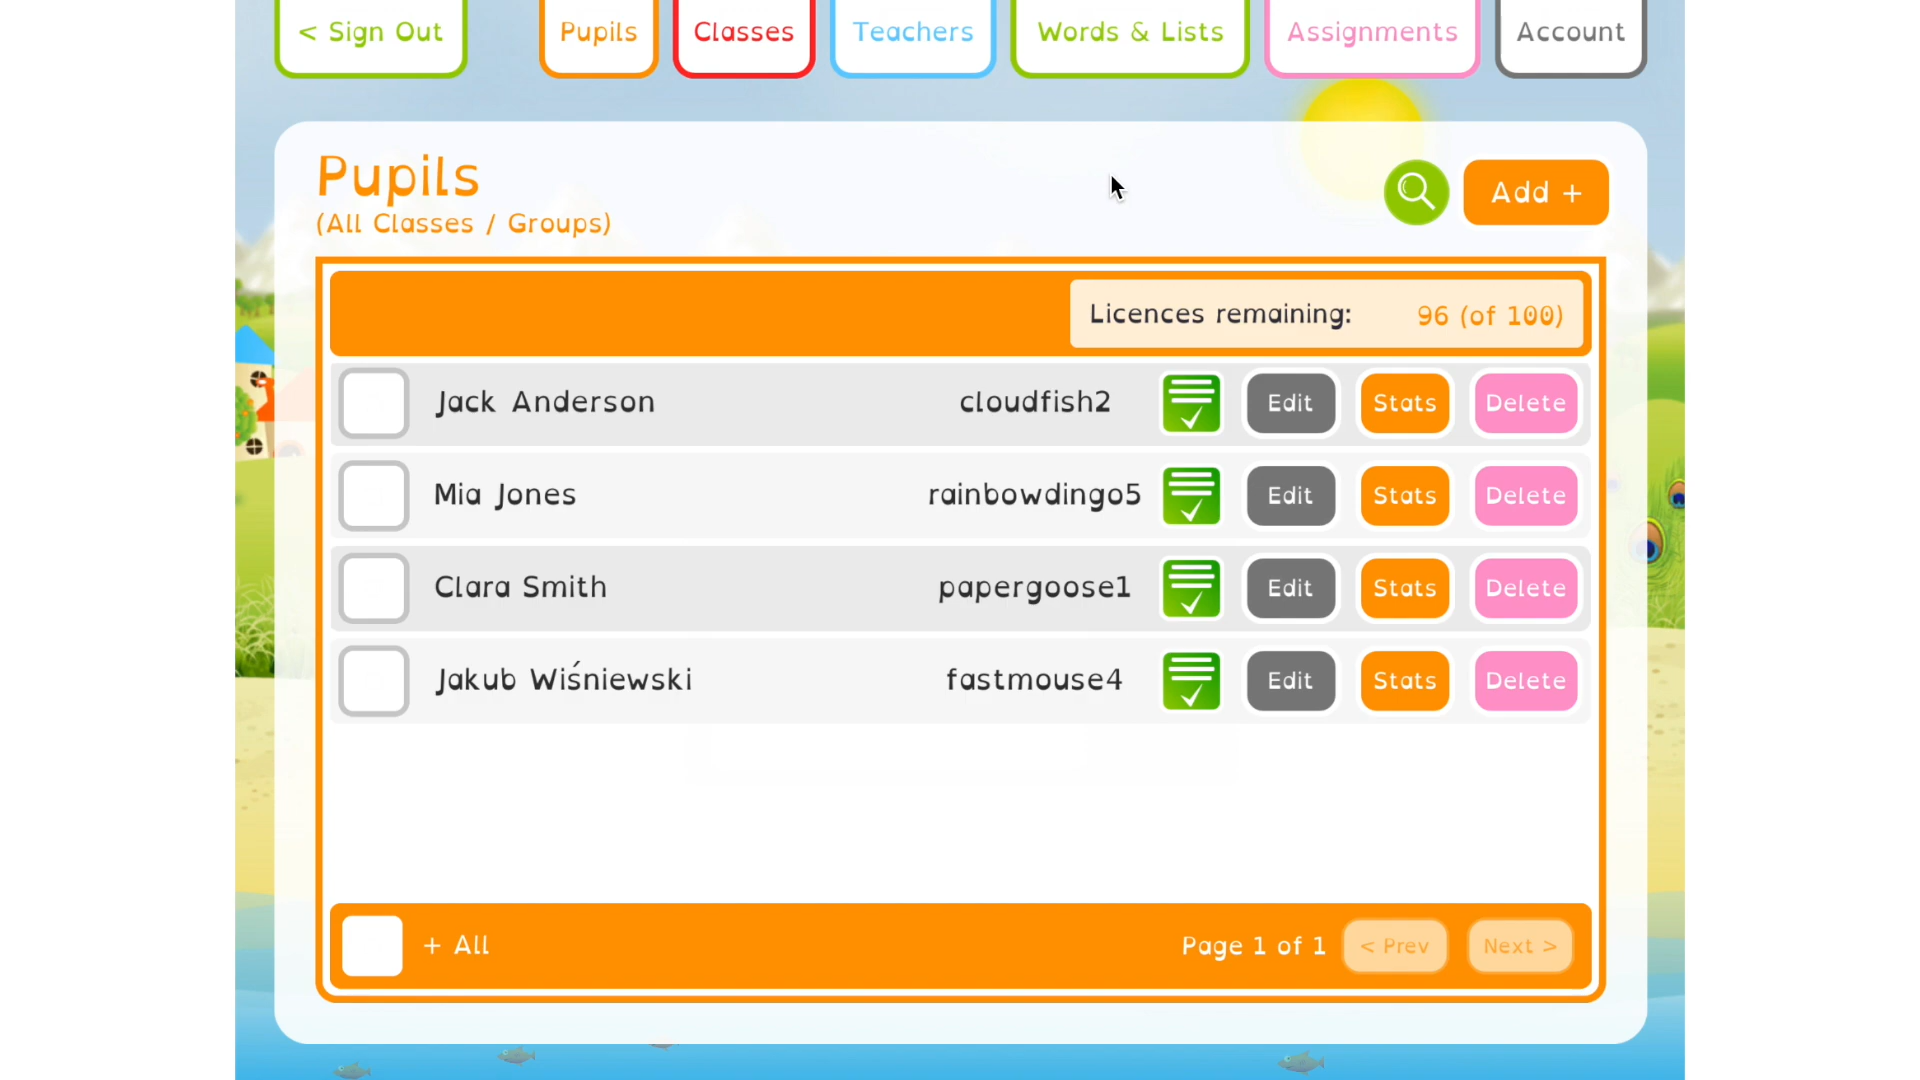 < Sign Out Pupils Classes Teachers Words & Lists Assignments Account
Pupils
(All Classes / Groups)
Add +
Licences remaining: 96 (of 100)
Jack Anderson cloudfish2 Edit Stats Delete
Mia Jones rainbowdingo5 Edit Stats Delete
Clara Smith papergoose1 Edit Stats Delete
Jakub Wiśniewski fastmouse4 Edit Stats Delete
+ All Page 1 of 1 < Prev Next >